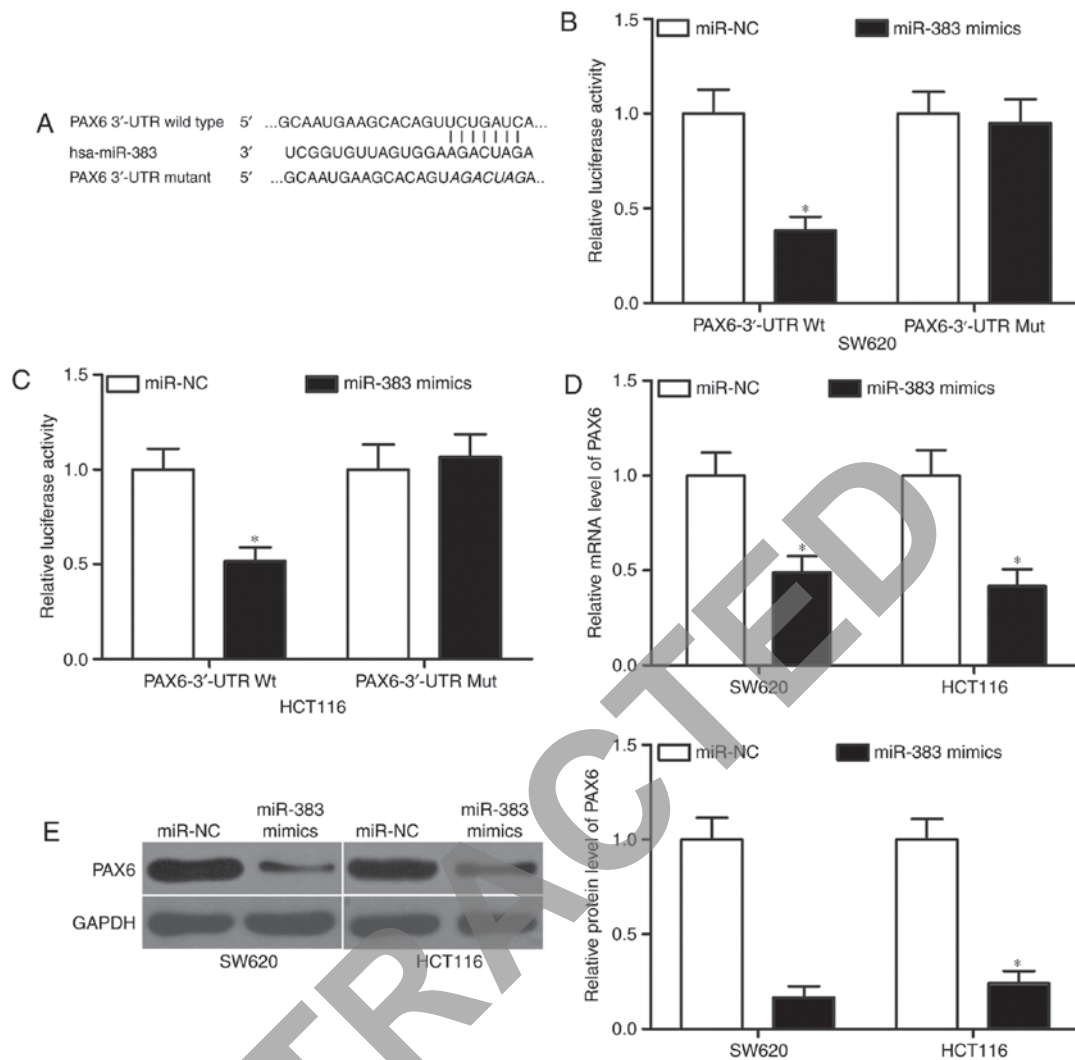 A
PAX6 3′-UTR wild type 5′ ...GCAAUGAAGCACAGUUCUGAUCA...
hsa-miR-383 3′ UCGGUGUUAGUGGAAGACUAGA
PAX6 3′-UTR mutant 5′ ...GCAAUGAAGCACAGUAGACUAGA..
B
miR-NC miR-383 mimics
Relative luciferase activity
1.5
1.0
0.5
0.0
*
PAX6-3′-UTR Wt PAX6-3′-UTR Mut
SW620
C
miR-NC miR-383 mimics
Relative luciferase activity
1.5
1.0
0.5
0.0
*
PAX6-3′-UTR Wt PAX6-3′-UTR Mut
HCT116
D
miR-NC miR-383 mimics
Relative mRNA level of PAX6
1.5
1.0
0.5
0.0
* *
SW620 HCT116
E
miR-NC miR-383 mimics miR-NC miR-383 mimics
PAX6
GAPDH
SW620 HCT116
miR-NC miR-383 mimics
Relative protein level of PAX6
1.5
1.0
0.5
0.0
*
SW620 HCT116
RETRACTED